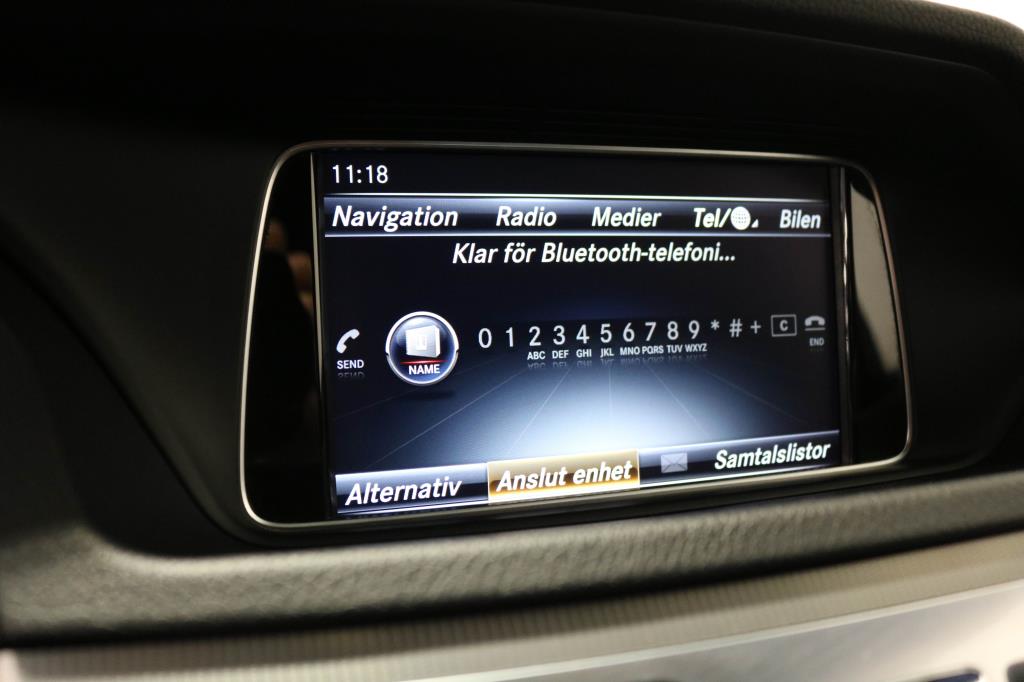 11:18
Navigation Radio Medier Tel/ Bilen
Klar för Bluetooth-telefoni...
0 1 2 3 4 5 6 7 8 9 * # + C
SEND NAME ABC DEF GHI JKL MNO PQRS TUV WXYZ END
Alternativ Anslut enhet Samtalslistor